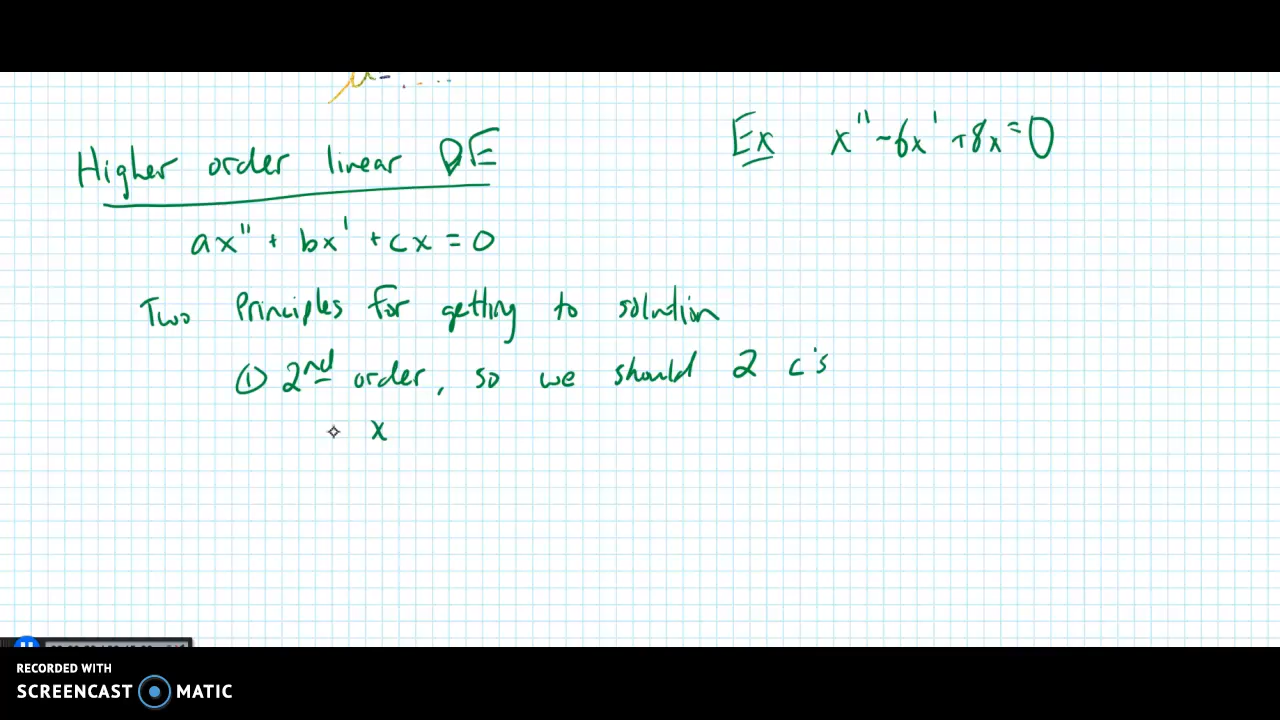 Higher order linear DE
ax'' + bx' + cx = 0
Two Principles for getting to solution
① 2nd order, so we should 2 c's
x
Ex x'' - 6x' + 8x = 0
RECORDED WITH
SCREENCAST MATIC